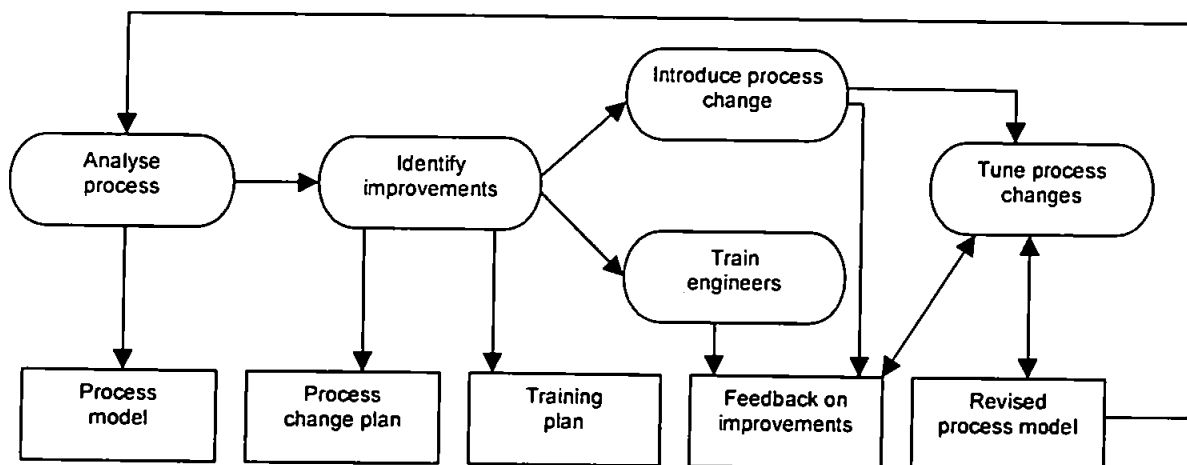 Introduce process
change
Analyse
process
Identify
improvements
Tune process
changes
Train
engineers
Process
model
Process
change plan
Training
plan
Feedback on
improvements
Revised
process model